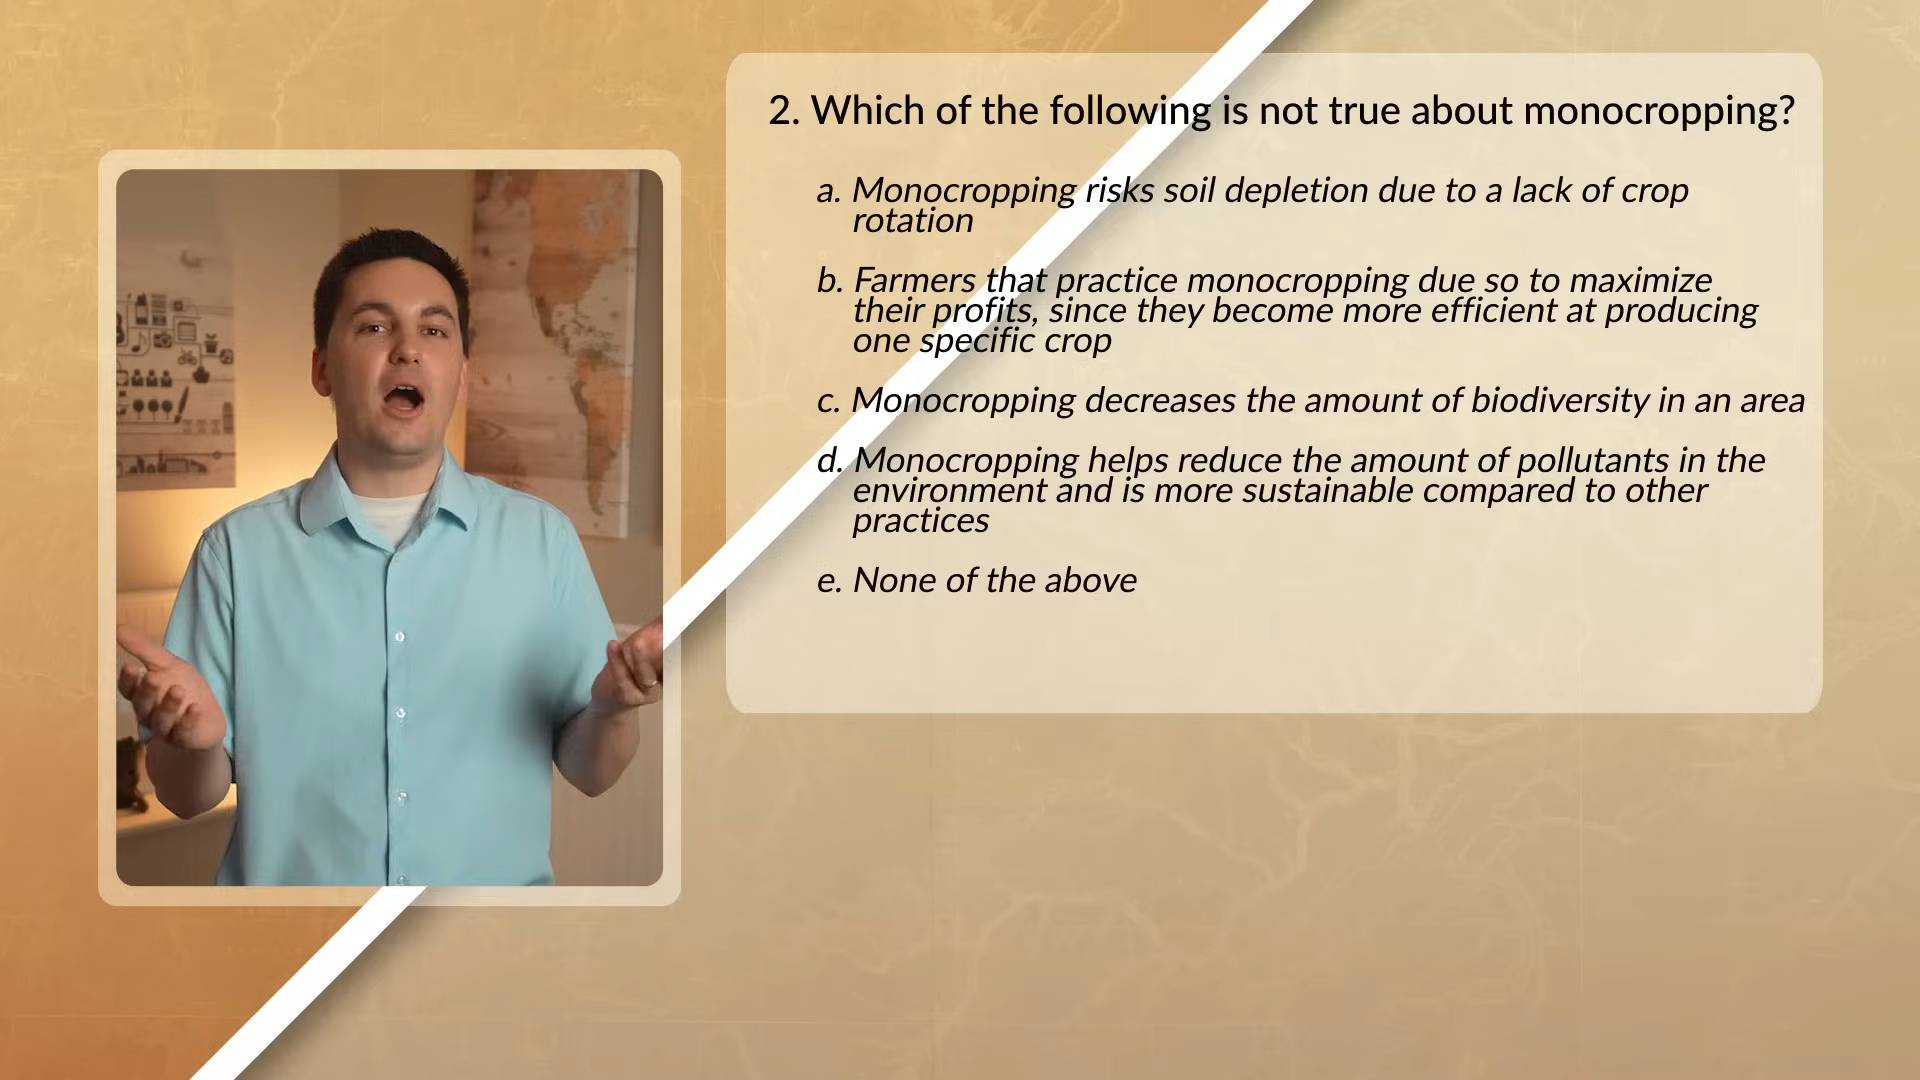 2. Which of the following is not true about monocropping?
a. Monocropping risks soil depletion due to a lack of crop
rotation
b. Farmers that practice monocropping due so to maximize
their profits, since they become more efficient at producing
one specific crop
c. Monocropping decreases the amount of biodiversity in an area
d. Monocropping helps reduce the amount of pollutants in the
environment and is more sustainable compared to other
practices
e. None of the above